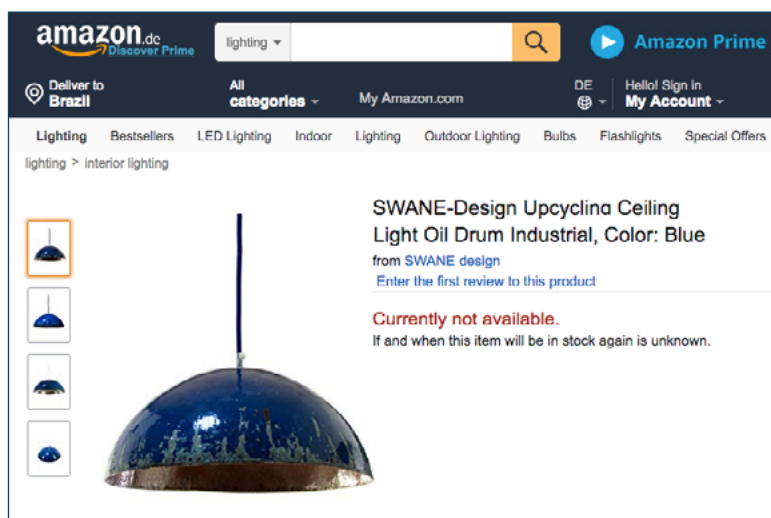 amazon.de
Discover Prime
lighting
Amazon Prime
Deliver to
Brazil
All
categories
My Amazon.com
DE
Hello! Sign in
My Account
Lighting Bestsellers LED Lighting Indoor Lighting Outdoor Lighting Bulbs Flashlights Special Offers
lighting > interior lighting
SWANE-Design Upcycling Ceiling
Light Oil Drum Industrial, Color: Blue
from SWANE design
Enter the first review to this product
Currently not available.
If and when this item will be in stock again is unknown.